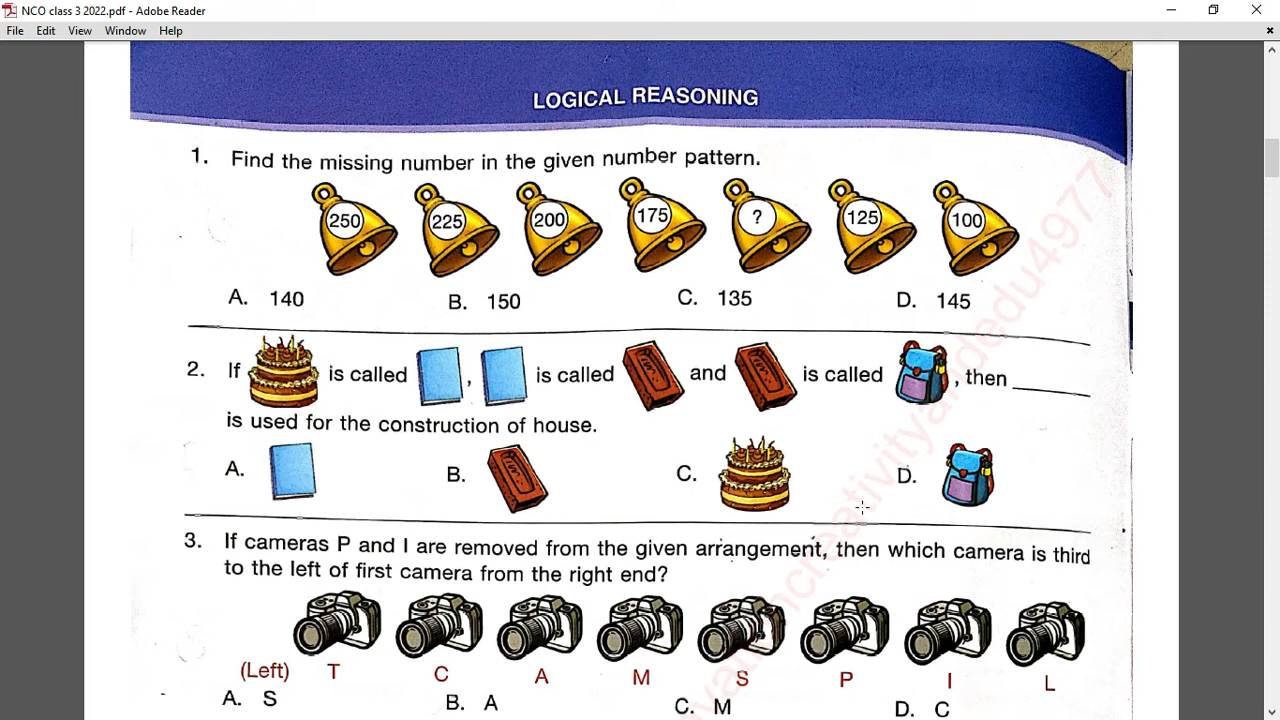 NCO class 3 2022.pdf - Adobe Reader
File Edit View Window Help
LOGICAL REASONING
1. Find the missing number in the given number pattern.
250 225 200 175 ? 125 100
A. 140 B. 150 C. 135 D. 145
2. If is called , is called and is called , then ______
is used for the construction of house.
A. B. C. D.
3. If cameras P and I are removed from the given arrangement, then which camera is third
to the left of first camera from the right end?
(Left) T C A M S P I L
A. S B. A C. M D. C